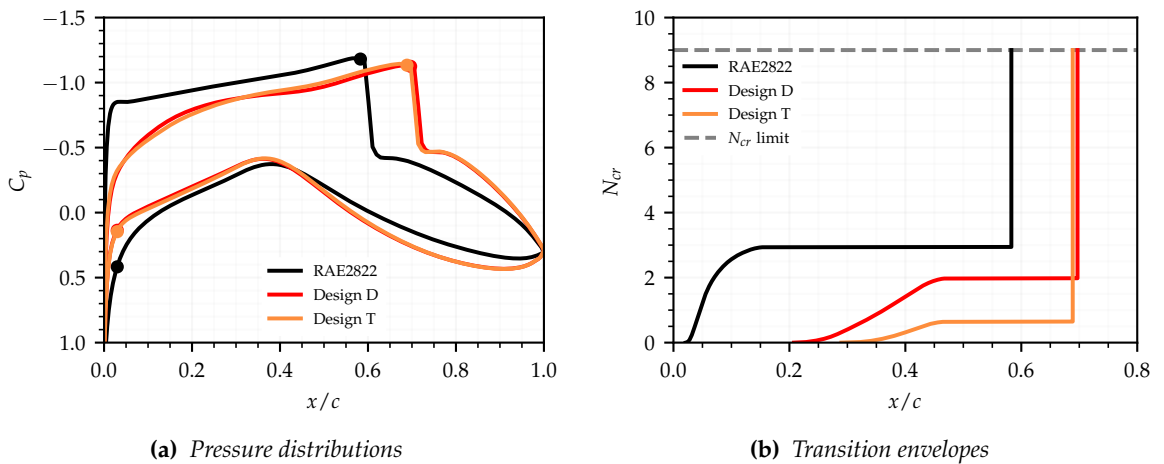 −1.5
−1.0
−0.5
0.0
0.5
1.0
C_p
0.0 0.2 0.4 0.6 0.8 1.0
x/c
RAE2822
Design D
Design T
(a) Pressure distributions
10
8
6
4
2
0
N_cr
0.0 0.2 0.4 0.6 0.8
x/c
RAE2822
Design D
Design T
N_cr limit
(b) Transition envelopes